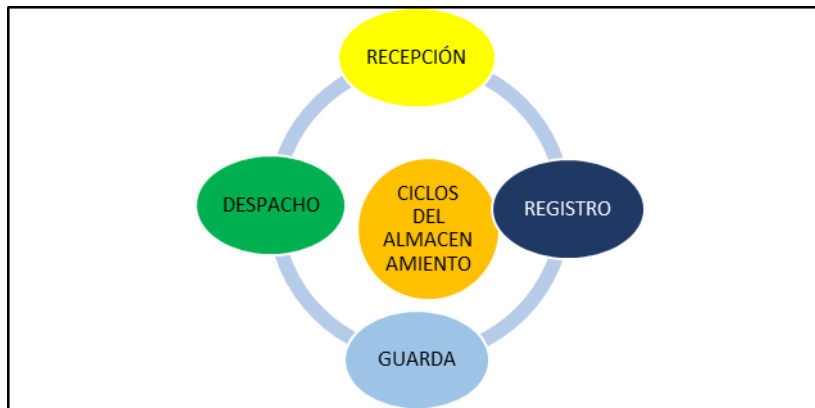 RECEPCIÓN
DESPACHO
CICLOS
DEL
ALMACEN
AMIENTO
REGISTRO
GUARDA